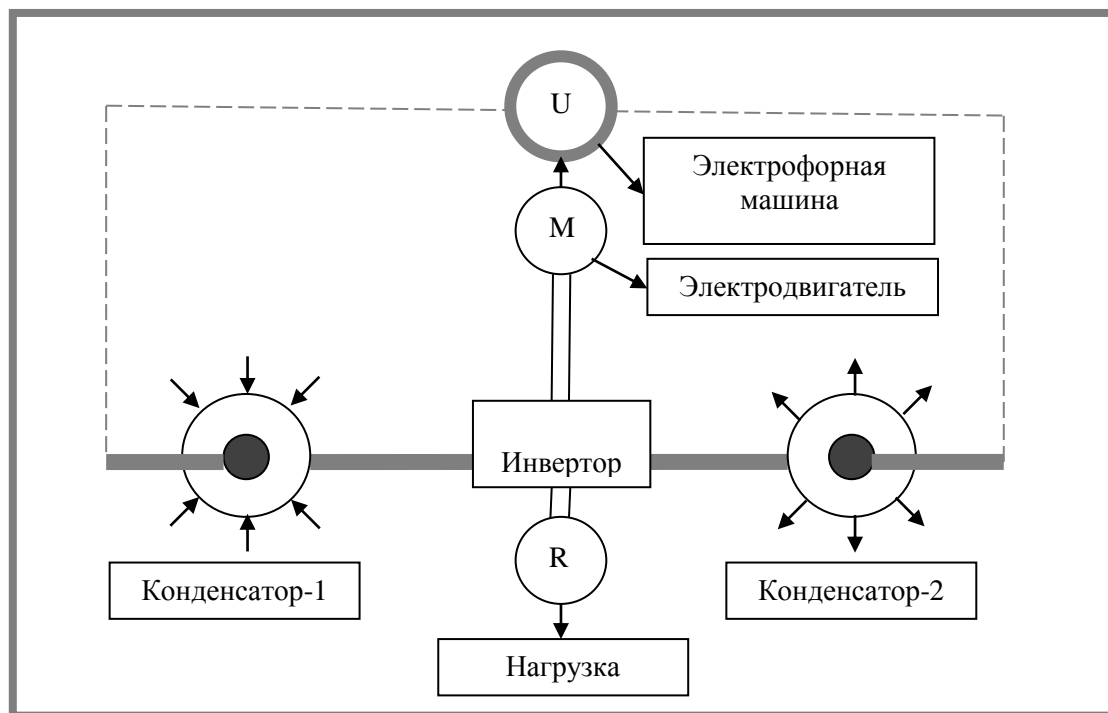 U
Электрофорная
машина
M
Электродвигатель
Инвертор
R
Конденсатор-1
Конденсатор-2
Нагрузка